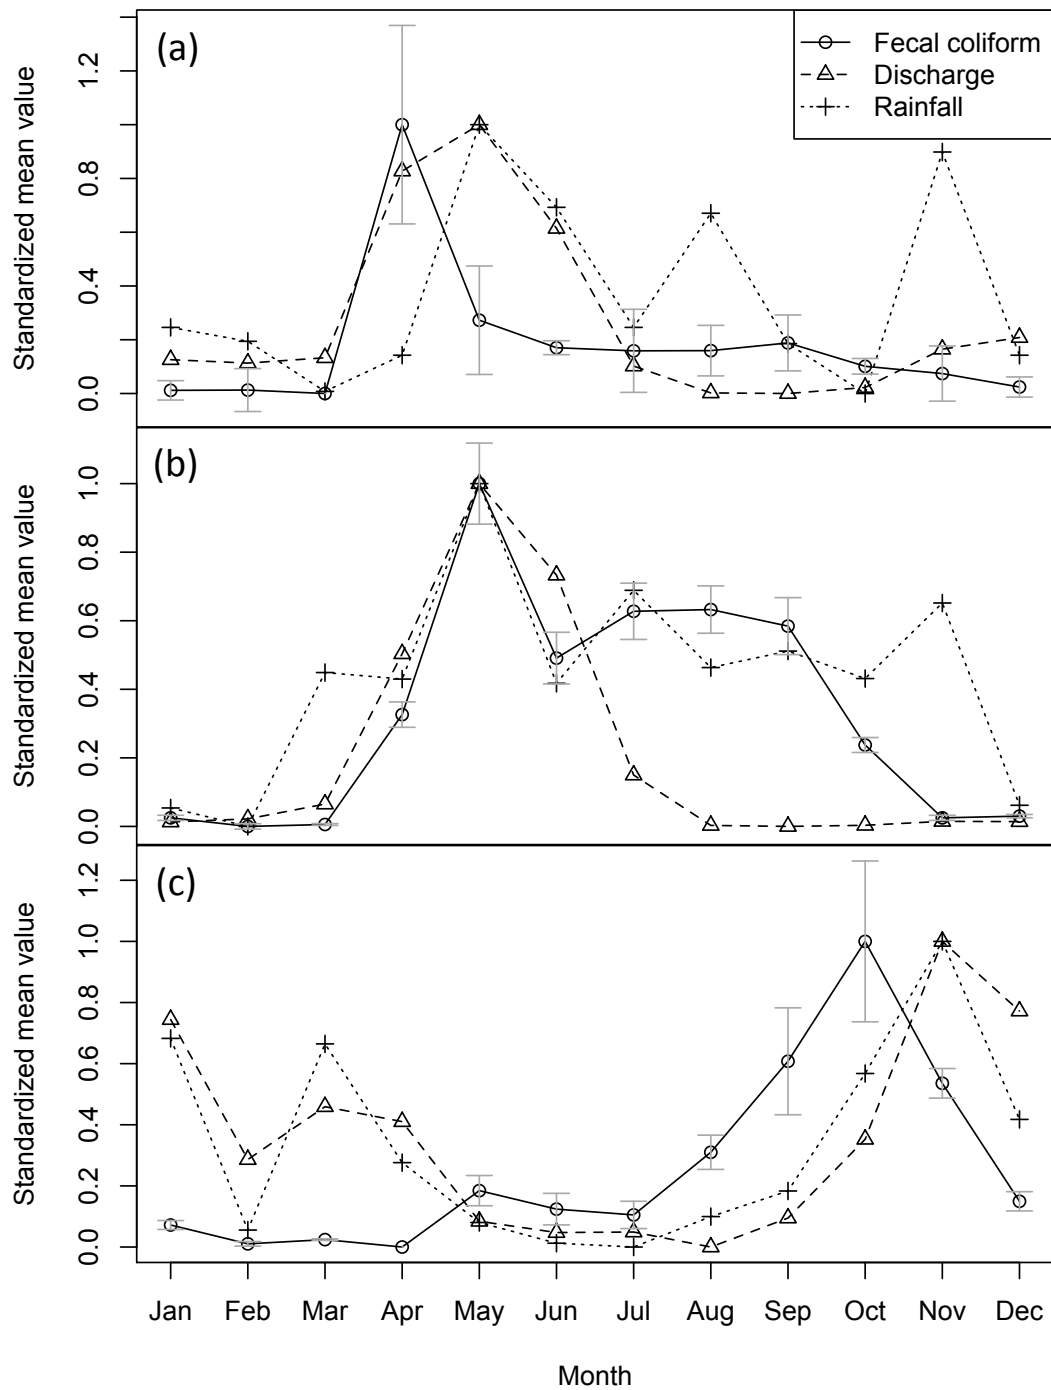 (a)
Fecal coliform
Discharge
Rainfall
Standardized mean value
1.2
0.8
0.4
0.0
(b)
Standardized mean value
1.0
0.8
0.6
0.4
0.2
0.0
(c)
Standardized mean value
1.2
1.0
0.8
0.6
0.4
0.2
0.0
Jan Feb Mar Apr May Jun Jul Aug Sep Oct Nov Dec
Month